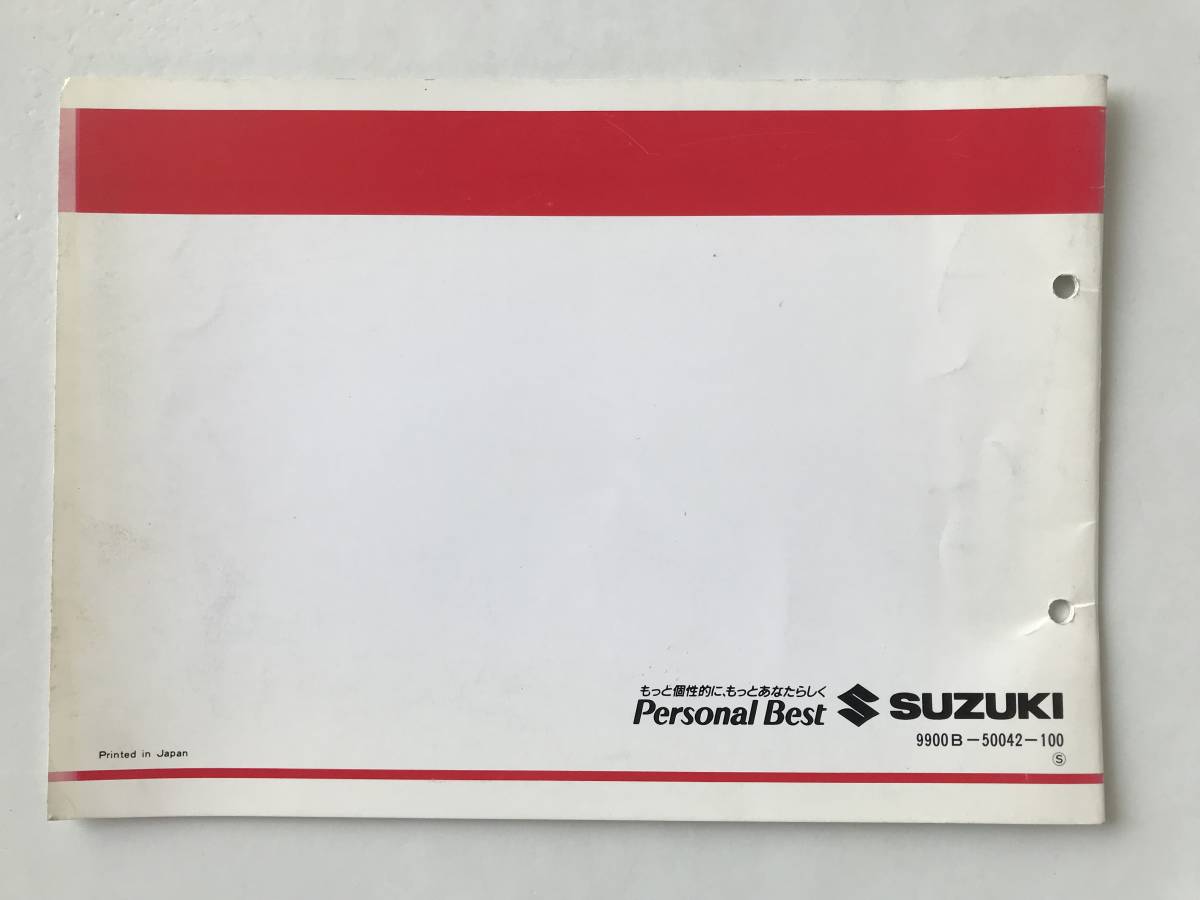 もっと個性的に、もっとあなたらしく
Personal Best SUZUKI
9900B-50042-100
Ⓢ
Printed in Japan